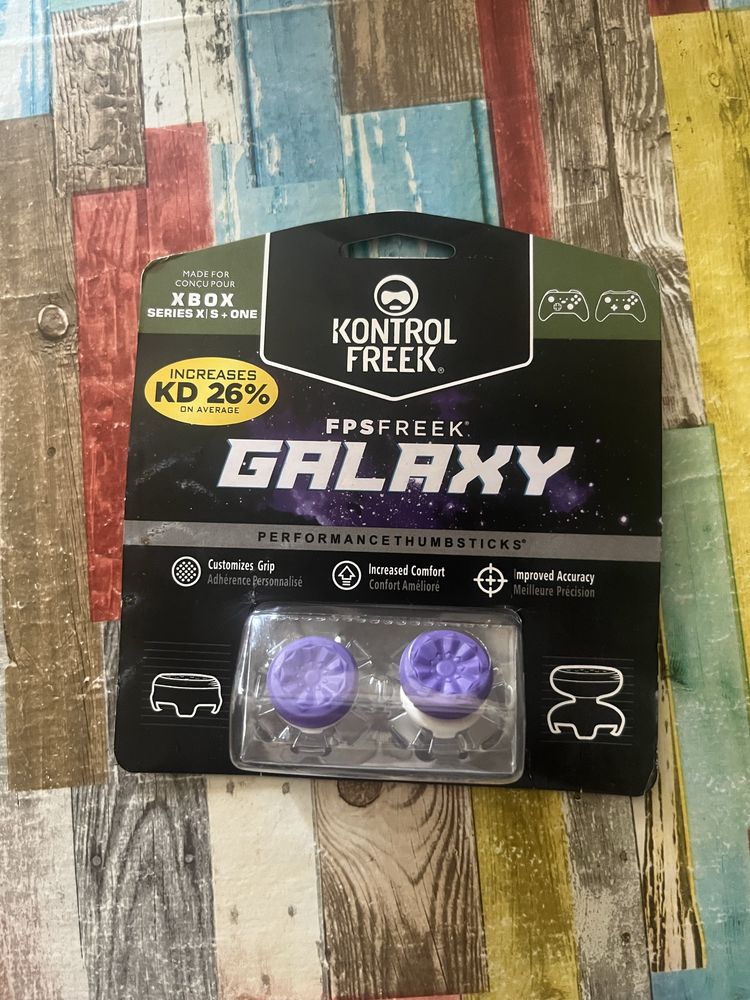 MADE FOR
CONÇU POUR
XBOX
SERIES X|S + ONE
KONTROL
FREEK®
INCREASES
KD 26%
ON AVERAGE
FPSFREEK®
GALAXY
PERFORMANCETHUMBSTICKS®
Customizes Grip
Adhérence Personnalisé
Increased Comfort
Confort Amélioré
Improved Accuracy
Meilleure Précision